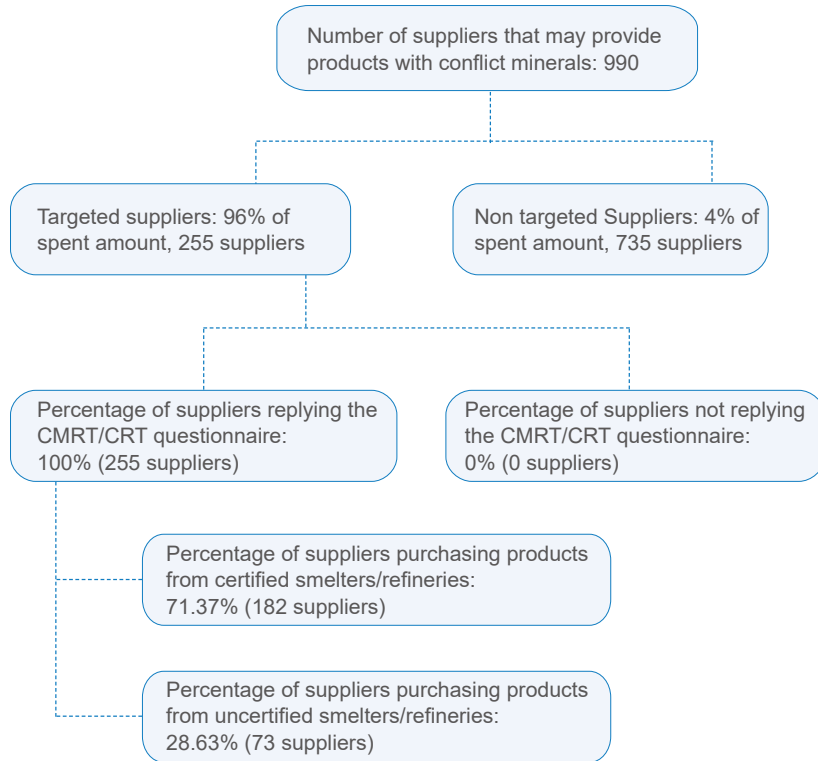 Number of suppliers that may provide
products with conflict minerals: 990
Targeted suppliers: 96% of
spent amount, 255 suppliers
Non targeted Suppliers: 4% of
spent amount, 735 suppliers
Percentage of suppliers replying the
CMRT/CRT questionnaire:
100% (255 suppliers)
Percentage of suppliers not replying
the CMRT/CRT questionnaire:
0% (0 suppliers)
Percentage of suppliers purchasing products
from certified smelters/refineries:
71.37% (182 suppliers)
Percentage of suppliers purchasing products
from uncertified smelters/refineries:
28.63% (73 suppliers)